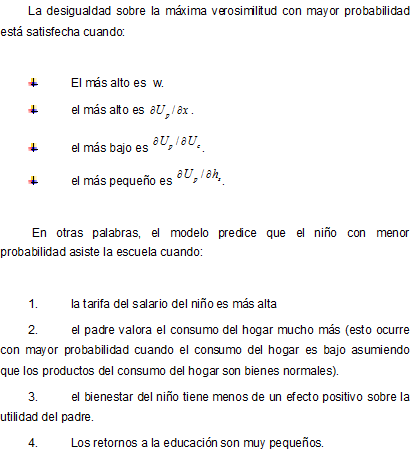 La desigualdad sobre la máxima verosimilitud con mayor probabilidad
está satisfecha cuando:
El más alto es w.
el más alto es ∂U_p/∂x.
el más bajo es ∂U_p/∂U_c.
el más pequeño es ∂U_p/∂h_s.
En otras palabras, el modelo predice que el niño con menor
probabilidad asiste la escuela cuando:
1. la tarifa del salario del niño es más alta
2. el padre valora el consumo del hogar mucho más (esto ocurre
con mayor probabilidad cuando el consumo del hogar es bajo asumiendo
que los productos del consumo del hogar son bienes normales).
3. el bienestar del niño tiene menos de un efecto positivo sobre la
utilidad del padre.
4. Los retornos a la educación son muy pequeños.